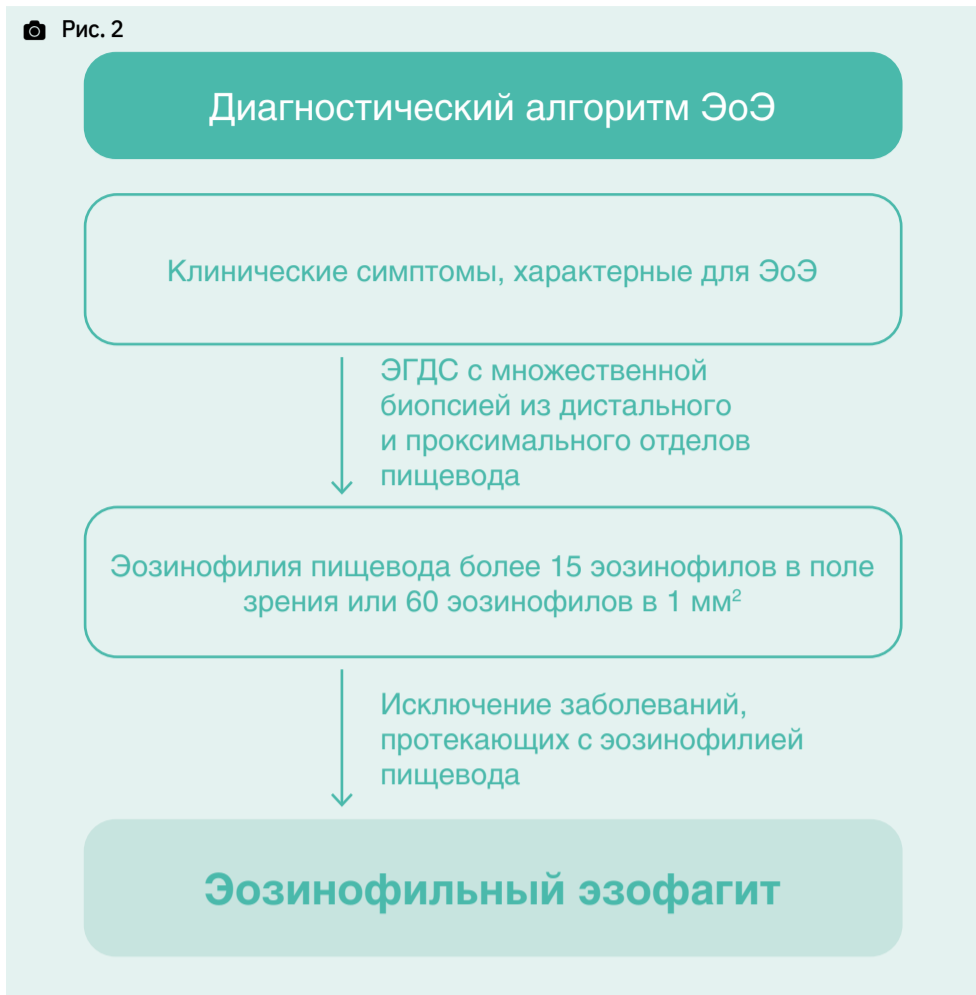 Рис. 2
Диагностический алгоритм ЭоЭ
Клинические симптомы, характерные для ЭоЭ
ЭГДС с множественной
биопсией из дистального
и проксимального отделов
пищевода
Эозинофилия пищевода более 15 эозинофилов в поле
зрения или 60 эозинофилов в 1 мм²
Исключение заболеваний,
протекающих с эозинофилией
пищевода
Эозинофильный эзофагит